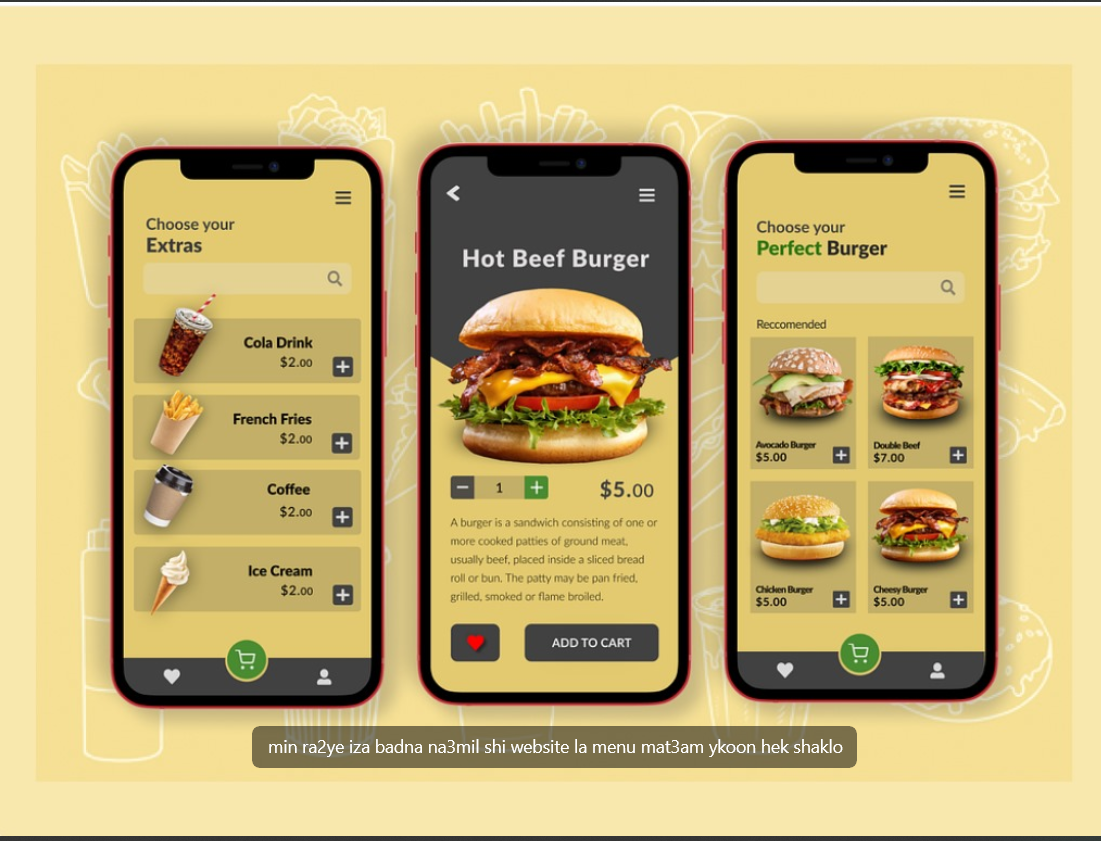 Choose your
Extras
Cola Drink
$2.00
French Fries
$2.00
Coffee
$2.00
Ice Cream
$2.00
Hot Beef Burger
1
$5.00
A burger is a sandwich consisting of one or
more cooked patties of ground meat,
usually beef, placed inside a sliced bread
roll or bun. The patty may be pan fried,
grilled, smoked or flame broiled.
ADD TO CART
Choose your
Perfect Burger
Reccomended
Avocado Burger
$5.00
Double Beef
$7.00
Chicken Burger
$5.00
Cheesy Burger
$5.00
min ra2ye iza badna na3mil shi website la menu mat3am ykoon hek shaklo